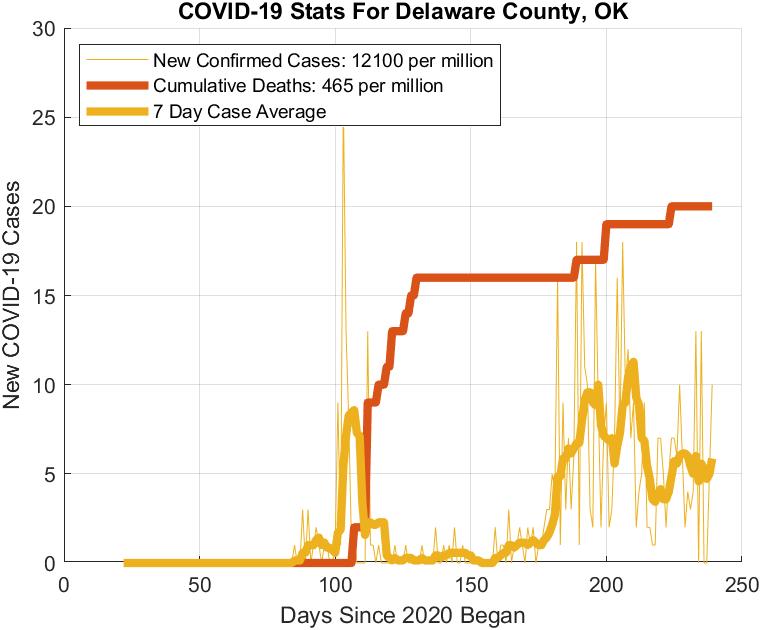 COVID-19 Stats For Delaware County, OK
New Confirmed Cases: 12100 per million
Cumulative Deaths: 465 per million
7 Day Case Average
New COVID-19 Cases
30
25
20
15
10
5
0
0 50 100 150 200 250
Days Since 2020 Began